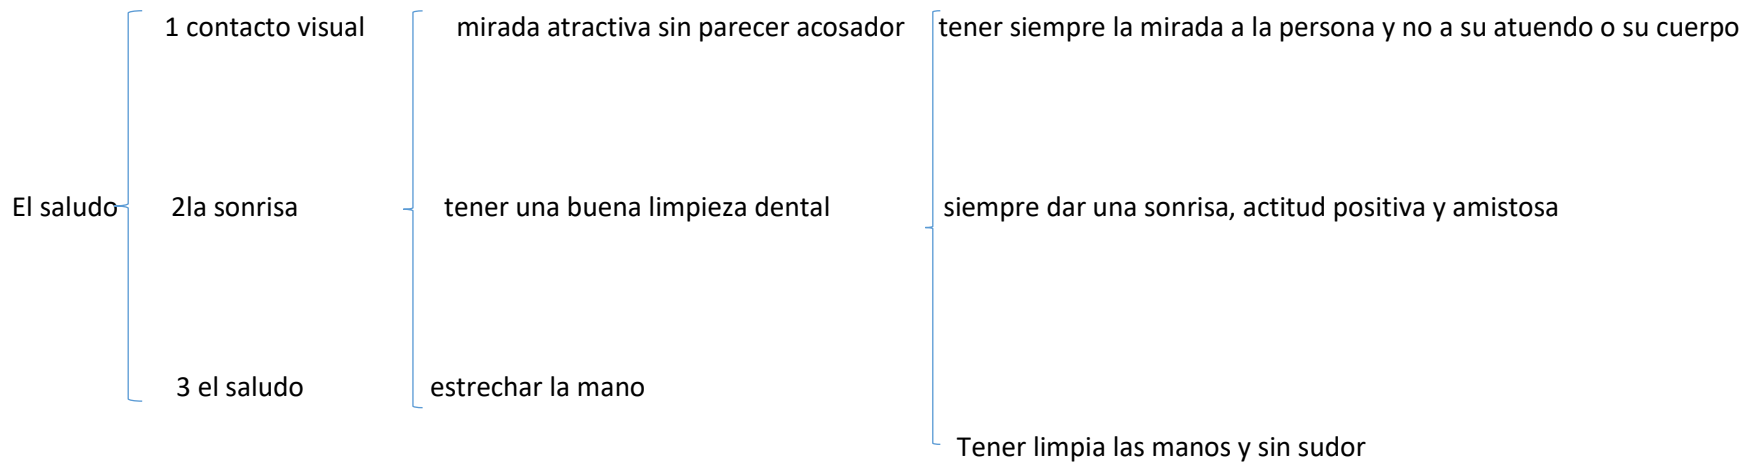 1 contacto visual
mirada atractiva sin parecer acosador
tener siempre la mirada a la persona y no a su atuendo o su cuerpo
El saludo
2la sonrisa
tener una buena limpieza dental
siempre dar una sonrisa, actitud positiva y amistosa
3 el saludo
estrechar la mano
Tener limpia las manos y sin sudor